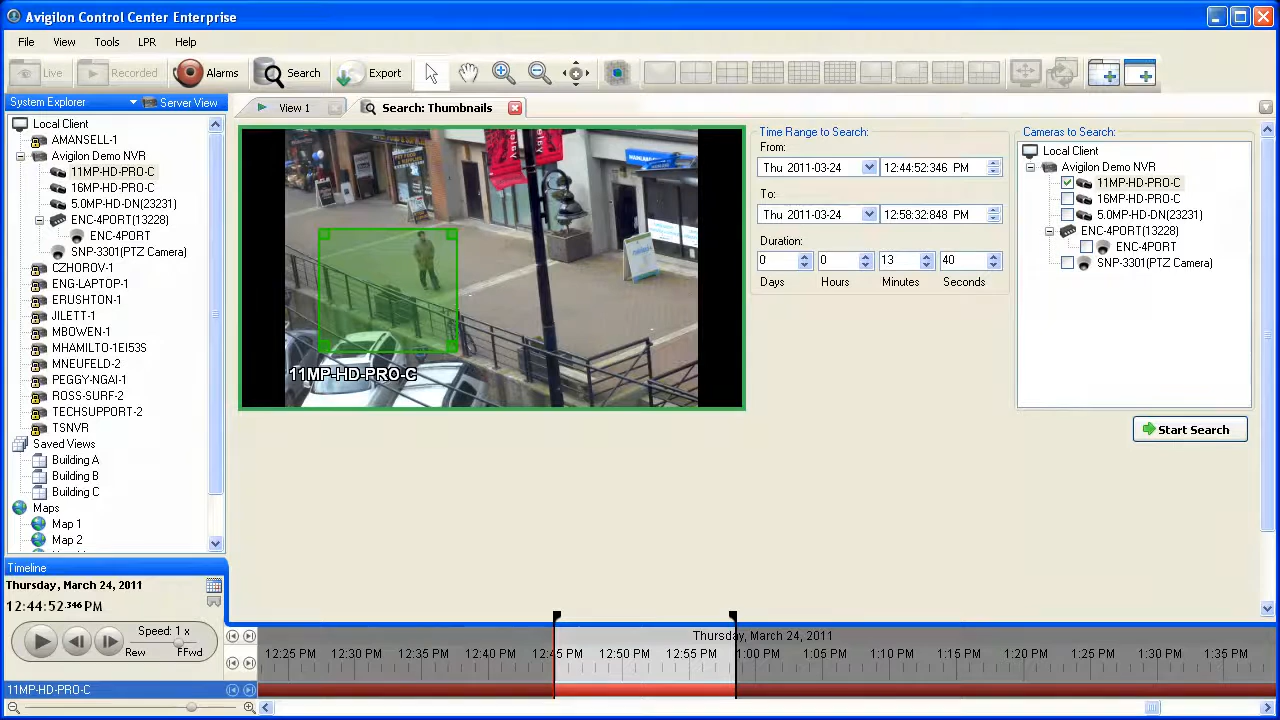 Avigilon Control Center Enterprise
File View Tools LPR Help
Live Recorded Alarms Search Export
System Explorer Server View
View 1 Search: Thumbnails
Local Client
AMANSELL-1
Avigilon Demo NVR
11MP-HD-PRO-C
16MP-HD-PRO-C
5.0MP-HD-DN(23231)
ENC-4PORT(13228)
ENC-4PORT
SNP-3301(PTZ Camera)
CZHOROV-1
ENG-LAPTOP-1
ERUSHTON-1
JILETT-1
MBOWEN-1
MHAMILTO-1EI53S
MNEUFELD-2
PEGGY-NGAI-1
ROSS-SURF-2
TECHSUPPORT-2
TSNVR
Saved Views
Building A
Building B
Building C
Maps
Map 1
Map 2
11MP-HD-PRO-C
Time Range to Search:
From:
Thu 2011-03-24 12:44:52:346 PM
To:
Thu 2011-03-24 12:58:32:848 PM
Duration:
0 0 13 40
Days Hours Minutes Seconds
Cameras to Search:
Local Client
Avigilon Demo NVR
11MP-HD-PRO-C
16MP-HD-PRO-C
5.0MP-HD-DN(23231)
ENC-4PORT(13228)
ENC-4PORT
SNP-3301(PTZ Camera)
Start Search
Timeline
Thursday, March 24, 2011
12:44:52.346 PM
Speed: 1 x
Rew FFwd
Thursday, March 24, 2011
12:25 PM 12:30 PM 12:35 PM 12:40 PM 12:45 PM 12:50 PM 12:55 PM 1:00 PM 1:05 PM 1:10 PM 1:15 PM 1:20 PM 1:25 PM 1:30 PM 1:35 PM
11MP-HD-PRO-C